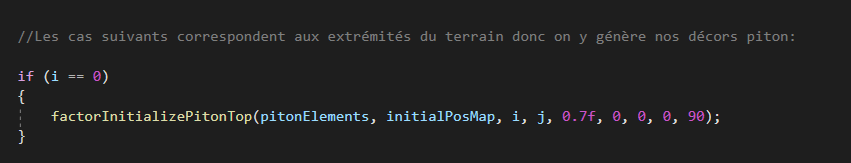 //Les cas suivants correspondent aux extrémités du terrain donc on y génère nos décors piton:
if (i == 0)
{
factorInitializePitonTop(pitonElements, initialPosMap, i, j, 0.7f, 0, 0, 0, 90);
}